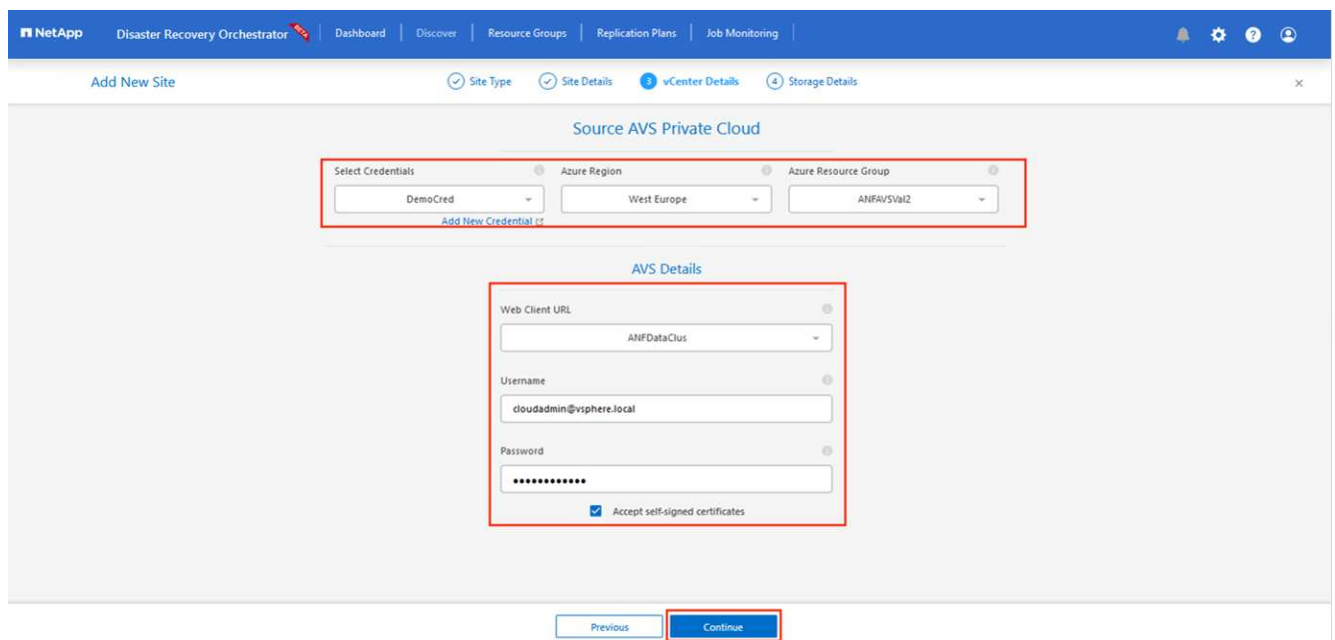 NetApp Disaster Recovery Orchestrator BETA Dashboard Discover Resource Groups Replication Plans Job Monitoring
Add New Site Site Type Site Details 3 vCenter Details 4 Storage Details
Source AVS Private Cloud
Select Credentials Azure Region Azure Resource Group
DemoCred West Europe ANFAVSVal2
Add New Credential
AVS Details
Web Client URL
ANFDataClus
Username
cloudadmin@vsphere.local
Password
••••••••••••
Accept self-signed certificates
Previous Continue